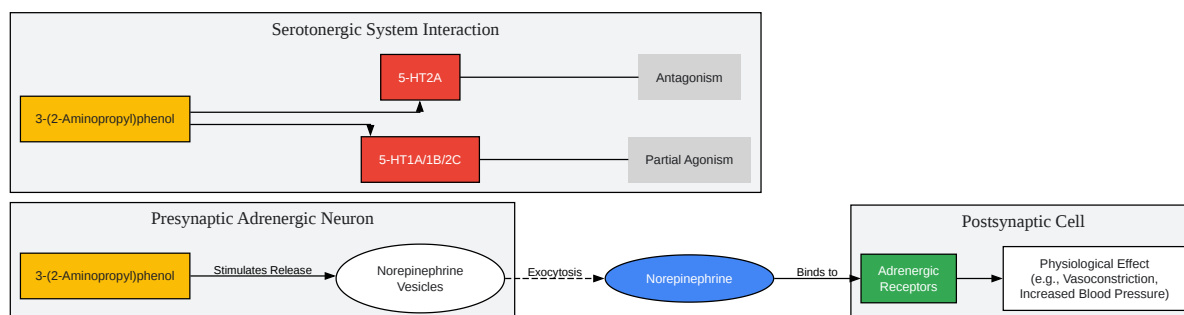 Serotonergic System Interaction
5-HT2A
Antagonism
3-(2-Aminopropyl)phenol
5-HT1A/1B/2C
Partial Agonism
Presynaptic Adrenergic Neuron
Postsynaptic Cell
3-(2-Aminopropyl)phenol
Stimulates Release
Norepinephrine
Vesicles
Exocytosis
Norepinephrine
Binds to
Adrenergic
Receptors
Physiological Effect
(e.g., Vasoconstriction,
Increased Blood Pressure)